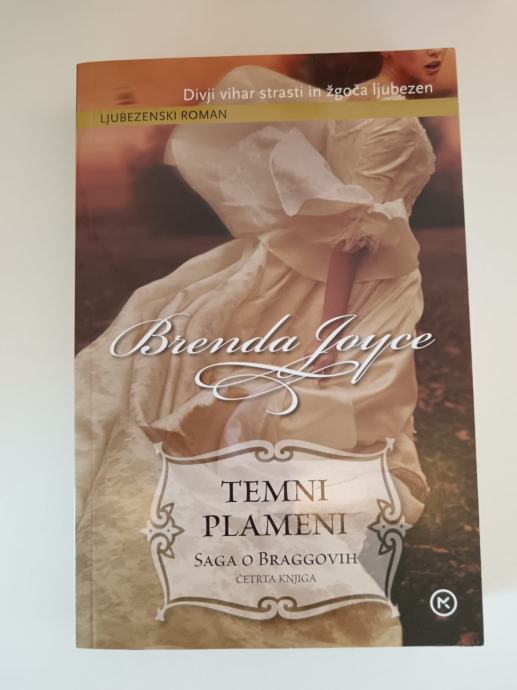 Divji vihar strasti in žgoča ljubezen
LJUBEZENSKI ROMAN
Brenda Joyce
TEMNI
PLAMENI
SAGA O BRAGGOVIH
ČETRTA KNJIGA